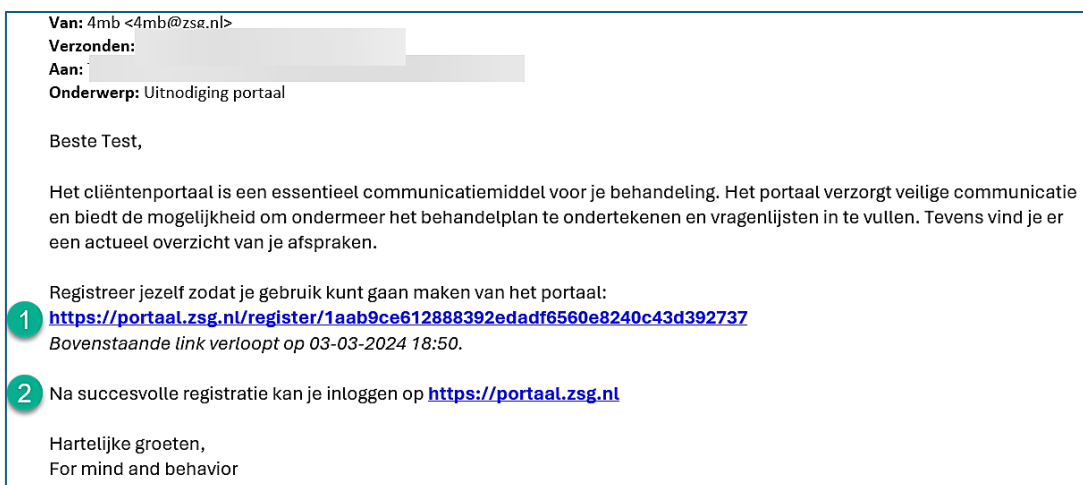 Van: 4mb <4mb@zsg.nl>
Verzonden:
Aan:
Onderwerp: Uitnodiging portaal
Beste Test,
Het cliëntenportaal is een essentieel communicatiemiddel voor je behandeling. Het portaal verzorgt veilige communicatie
en biedt de mogelijkheid om ondermeer het behandelplan te ondertekenen en vragenlijsten in te vullen. Tevens vind je er
een actueel overzicht van je afspraken.
Registreer jezelf zodat je gebruik kunt gaan maken van het portaal:
1 https://portaal.zsg.nl/register/1aab9ce612888392edadf6560e8240c43d392737
Bovenstaande link verloopt op 03-03-2024 18:50.
2 Na succesvolle registratie kan je inloggen op https://portaal.zsg.nl
Hartelijke groeten,
For mind and behavior